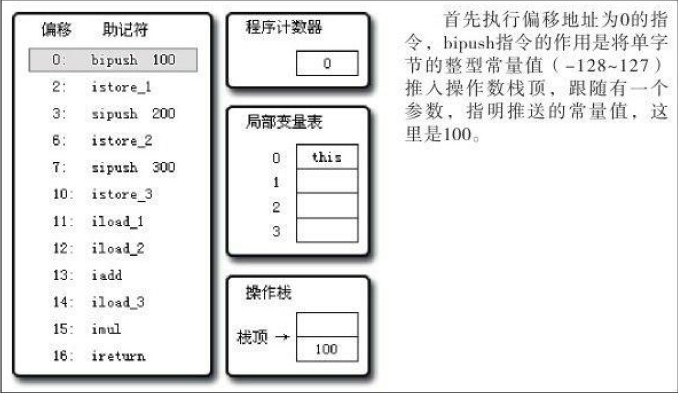 偏移 助记符
0: bipush 100
2: istore_1
3: sipush 200
6: istore_2
7: sipush 300
10: istore_3
11: iload_1
12: iload_2
13: iadd
14: iload_3
15: imul
16: ireturn
程序计数器
0
局部变量表
0 this
1
2
3
操作栈
栈顶 →
100
首先执行偏移地址为0的指
令，bipush指令的作用是将单字
节的整型常量值（-128~127）
推入操作数栈顶，跟随有一个
参数，指明推送的常量值，这
里是100。